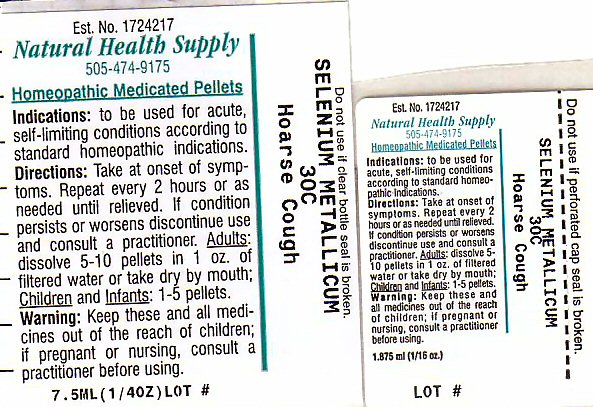 Est. No. 1724217
Natural Health Supply
505-474-9175
Homeopathic Medicated Pellets
Indications: to be used for acute,
self-limiting conditions according to
standard homeopathic indications.
Directions: Take at onset of symp-
toms. Repeat every 2 hours or as
needed until relieved. If condition
persists or worsens discontinue use
and consult a practitioner. Adults:
dissolve 5-10 pellets in 1 oz. of
filtered water or take dry by mouth;
Children and Infants: 1-5 pellets.
Warning: Keep these and all medi-
cines out of the reach of children;
if pregnant or nursing, consult a
practitioner before using.
7.5ML(1/4OZ)LOT #
Do not use if clear bottle seal is broken.
SELENIUM METALLICUM
30C
Hoarse Cough
Est. No. 1724217
Natural Health Supply
505-474-9175
Homeopathic Medicated Pellets
Indications: to be used for
acute, self-limiting conditions
according to standard homeo-
pathic indications.
Directions: Take at onset of
symptoms. Repeat every 2
hours or as needed until relieved.
If condition persists or worsens
discontinue use and consult a
practitioner. Adults: dissolve 5-
10 pellets in 1 oz. of filtered
water or take dry by mouth;
Children and Infants: 1-5 pellets.
Warning: Keep these and
all medicines out of the reach
of children; if pregnant or
nursing, consult a practitioner
before using.
1.875 ml (1/16 oz.)
LOT #
Do not use if perforated cap seal is broken.
SELENIUM METALLICUM
30C
Hoarse Cough